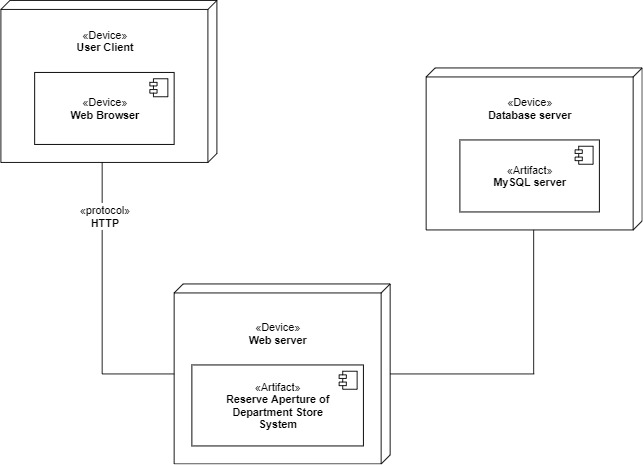 «Device»
User Client
«Device»
Web Browser
«protocol»
HTTP
«Device»
Database server
«Artifact»
MySQL server
«Device»
Web server
«Artifact»
Reserve Aperture of
Department Store
System